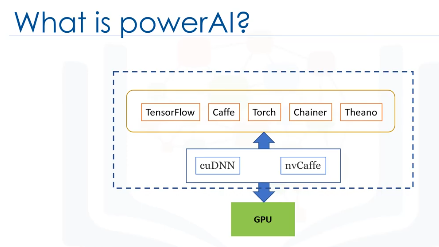 What is powerAI?
TensorFlow Caffe Torch Chainer Theano
cuDNN nvCaffe
GPU